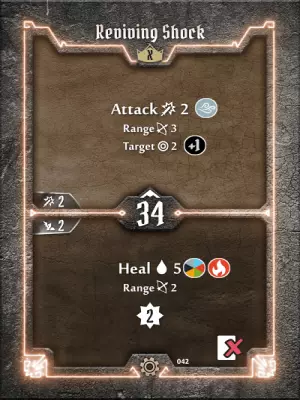 Reviving Shock
X
Attack 2
Range 3
Target 2 +1
2
34
2
Heal 5
Range 2
2
042